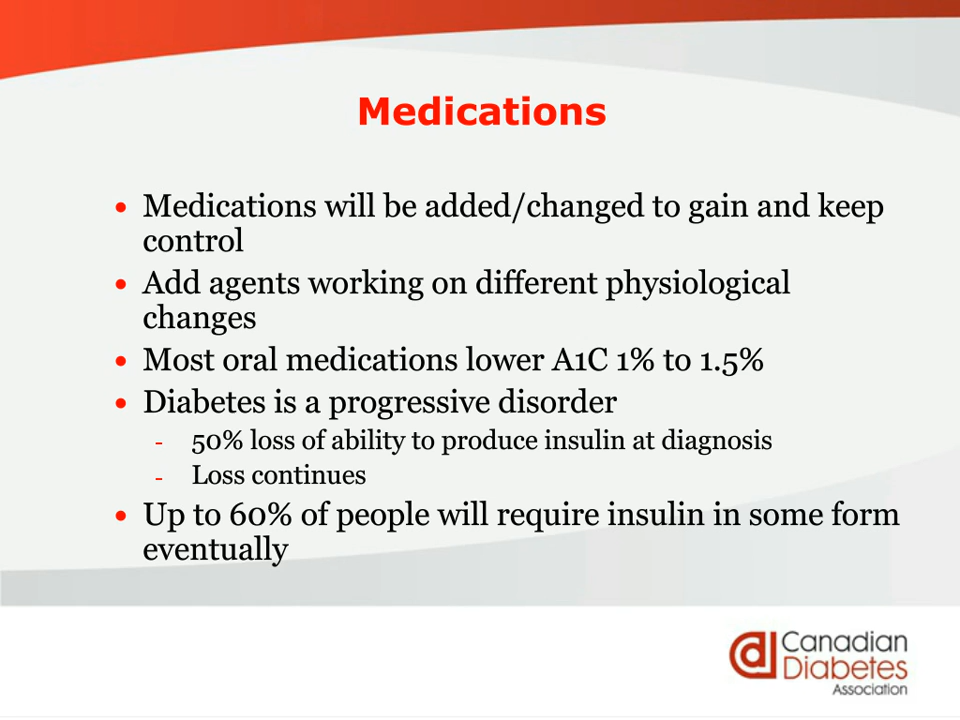 Medications
• Medications will be added/changed to gain and keep
control
• Add agents working on different physiological
changes
• Most oral medications lower A1C 1% to 1.5%
• Diabetes is a progressive disorder
- 50% loss of ability to produce insulin at diagnosis
- Loss continues
• Up to 60% of people will require insulin in some form
eventually
Canadian
Diabetes
Association